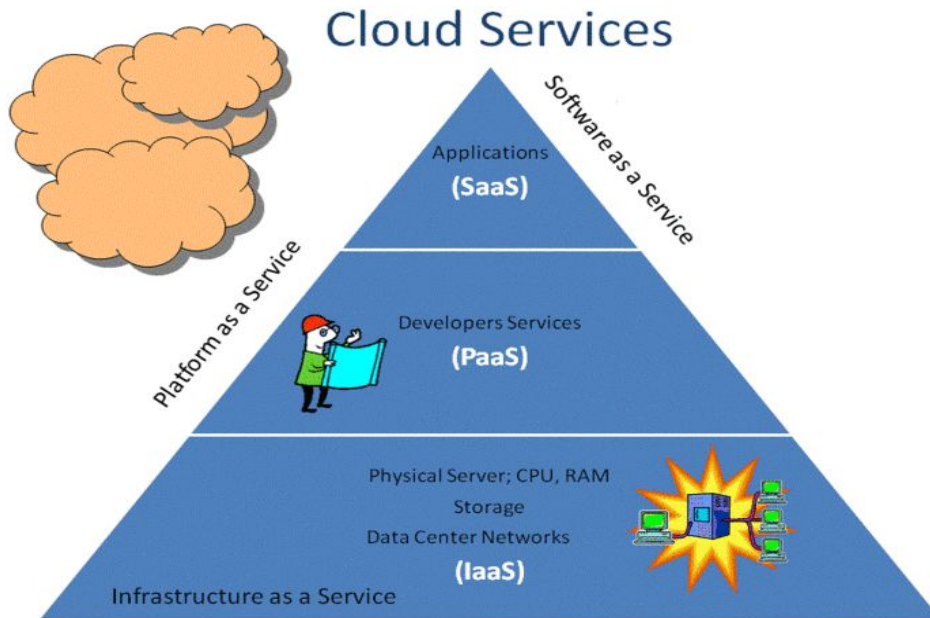 Cloud Services
Software as a Service
Applications
(SaaS)
Platform as a Service
Developers Services
(PaaS)
Physical Server; CPU, RAM
Storage
Data Center Networks
(IaaS)
Infrastructure as a Service